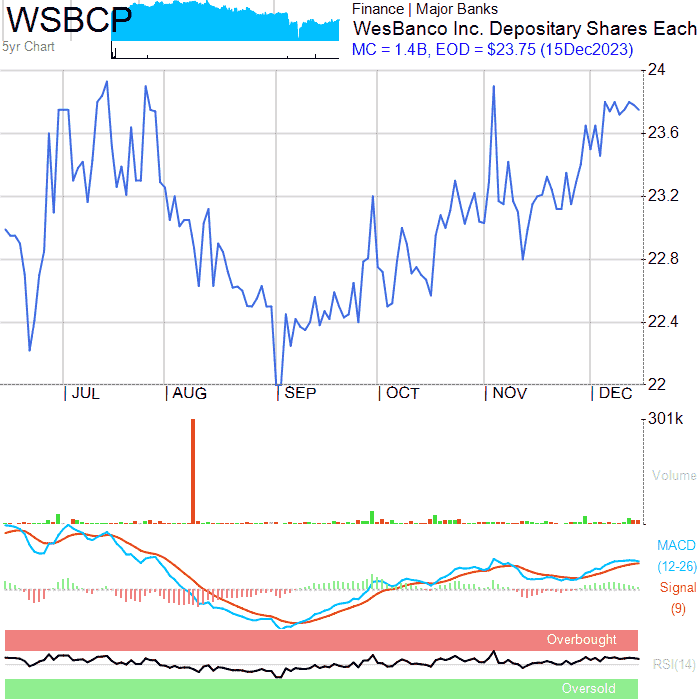 WSBCP
5yr Chart
Finance | Major Banks
WesBanco Inc. Depositary Shares Each
MC = 1.4B, EOD = $23.75 (15Dec2023)
24
23.6
23.2
22.8
22.4
22
| JUL | AUG | SEP | OCT | NOV | DEC
301k
Volume
MACD
(12-26)
Signal
(9)
Overbought
RSI(14)
Oversold